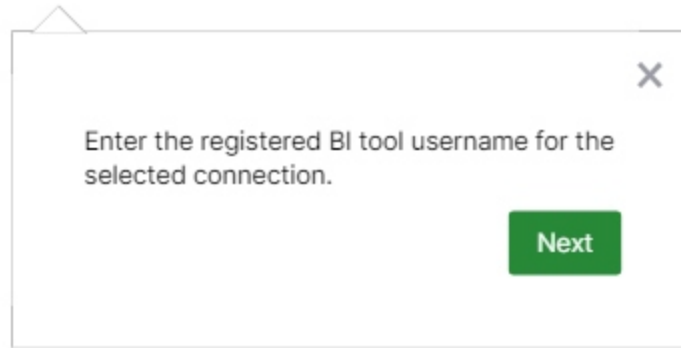 Enter the registered BI tool username for the
selected connection.
Next